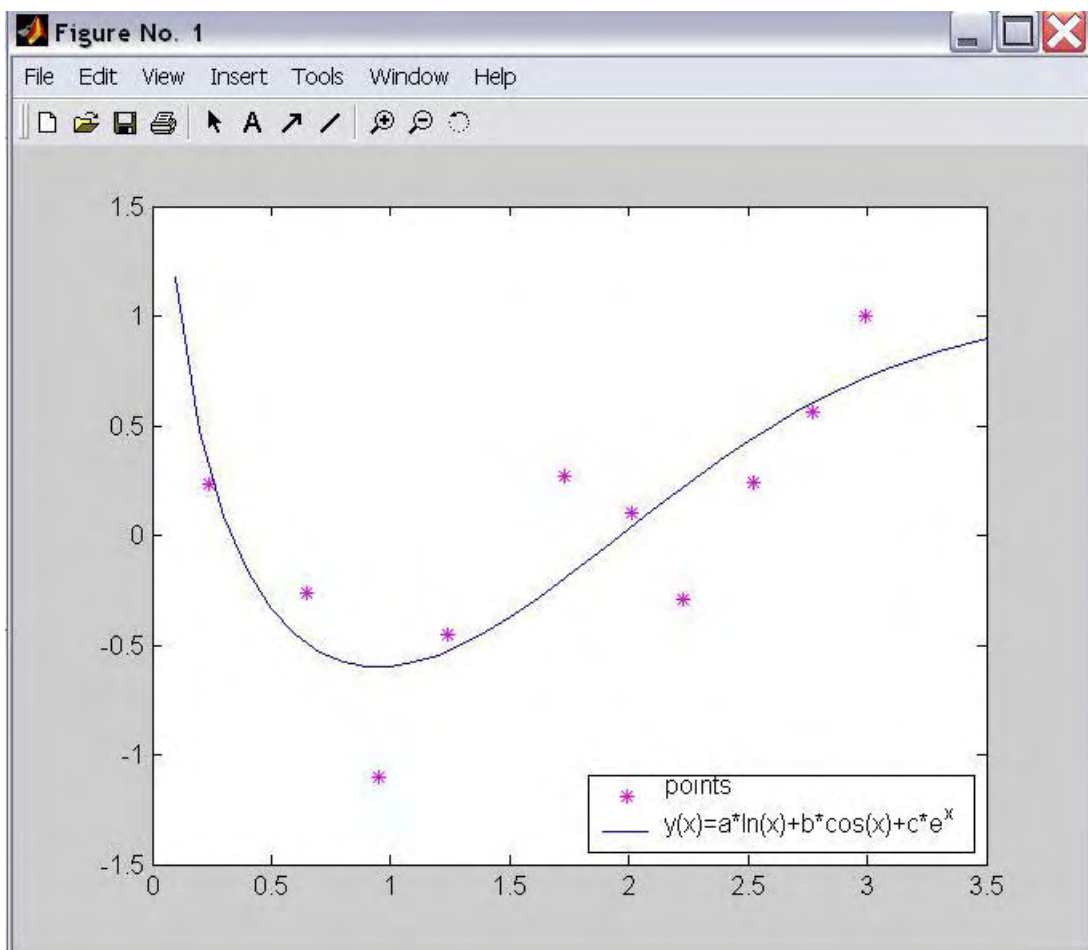 Figure No. 1
File Edit View Insert Tools Window Help
A
1.5
1
0.5
0
-0.5
-1
-1.5
0 0.5 1 1.5 2 2.5 3 3.5
points
y(x)=a*ln(x)+b*cos(x)+c*e^x